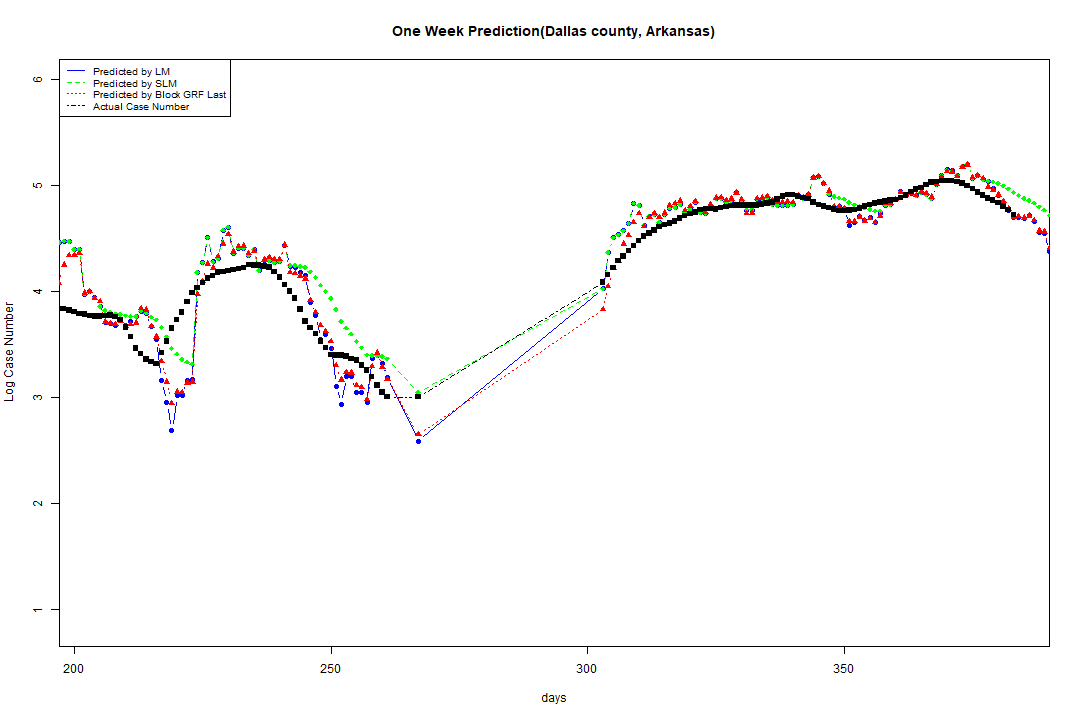 One Week Prediction(Dallas county, Arkansas)
Predicted by LM
Predicted by SLM
Predicted by Block GRF Last
Actual Case Number
6
5
4
3
2
1
Log Case Number
200
250
300
350
days